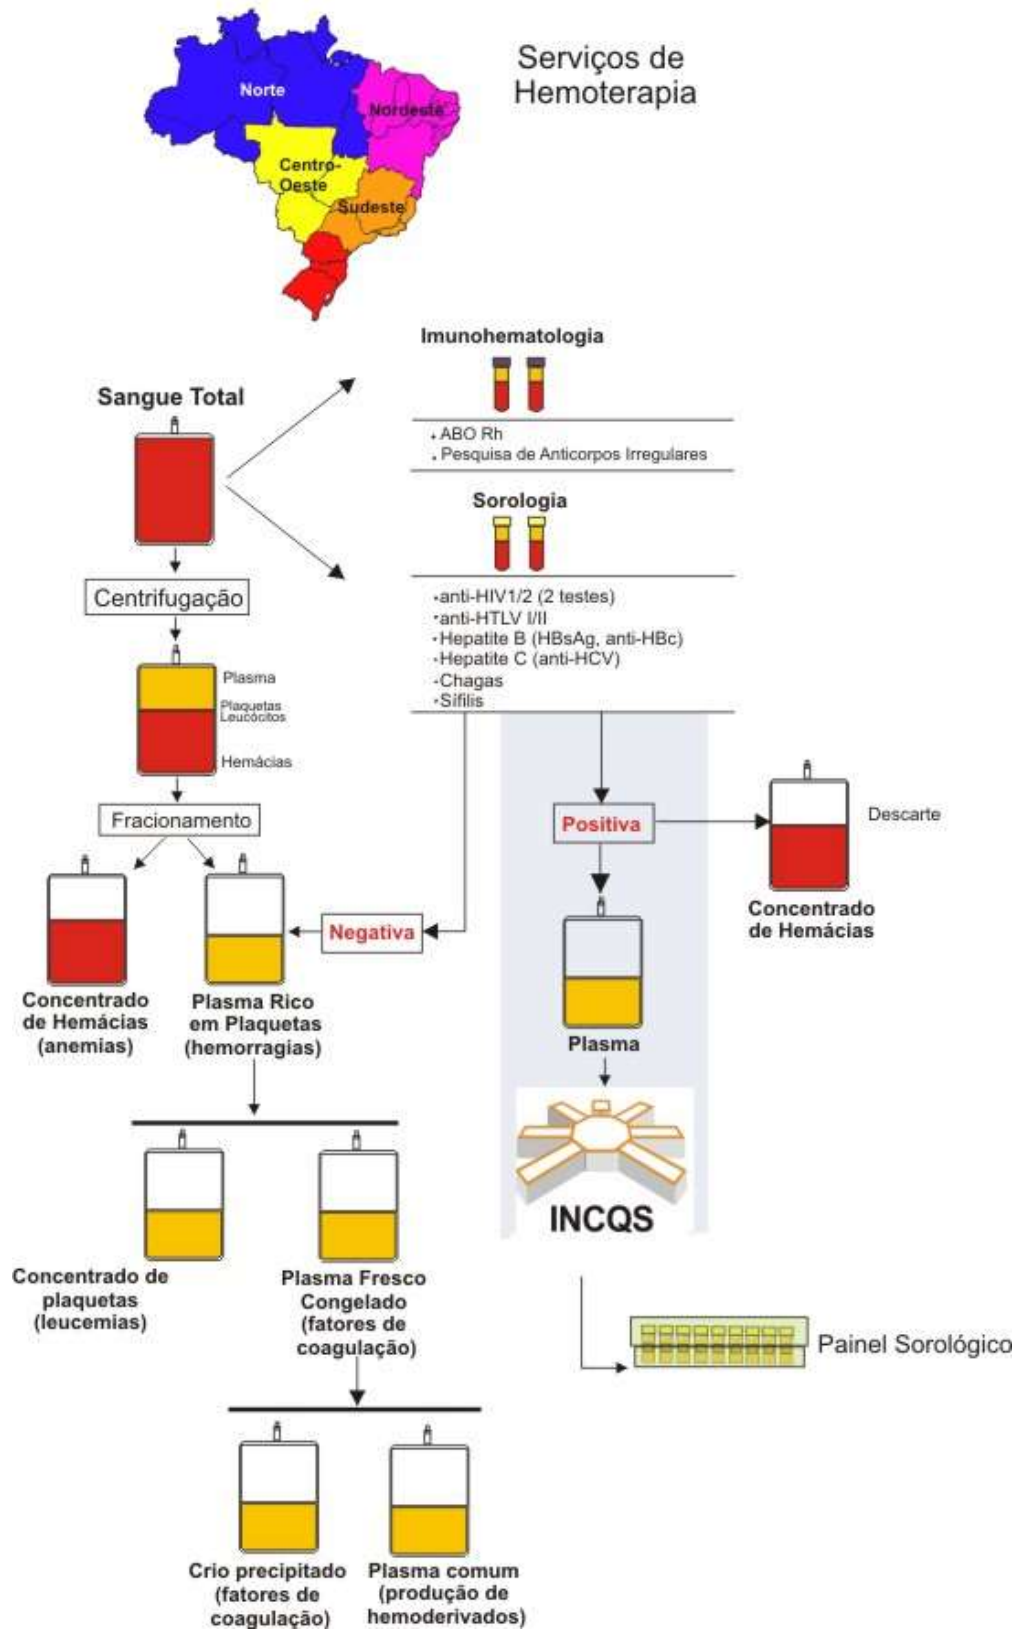 Serviços de
Hemoterapia
Norte
Nordeste
Centro-
Oeste
Sudeste
Imunohematologia
Sangue Total
ABO Rh
Pesquisa de Anticorpos Irregulares
Sorologia
Centrifugação
anti-HIV1/2 (2 testes)
anti-HTLV I/II
Hepatite B (HBsAg, anti-HBc)
Hepatite C (anti-HCV)
Chagas
Sífilis
Plasma
Plaquetas
Leucócitos
Hemácias
Fracionamento
Positiva
Descarte
Concentrado
de Hemácias
Negativa
Concentrado
de Hemácias
(anemias)
Plasma Rico
em Plaquetas
(hemorragias)
Plasma
INCQS
Concentrado de
plaquetas
(leucemias)
Plasma Fresco
Congelado
(fatores de
coagulação)
Painel Sorológico
Crio precipitado
(fatores de
coagulação)
Plasma comum
(produção de
hemoderivados)